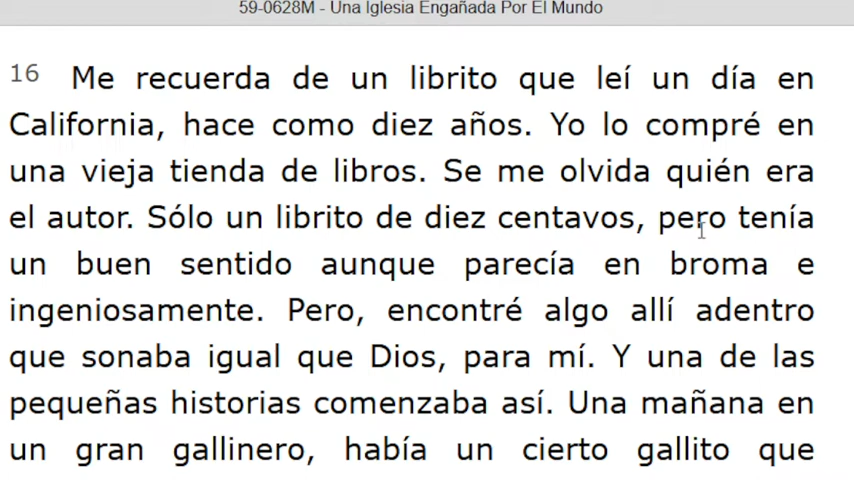 59-0628M - Una Iglesia Engañada Por El Mundo
16 Me recuerda de un librito que leí un día en
California, hace como diez años. Yo lo compré en
una vieja tienda de libros. Se me olvida quién era
el autor. Sólo un librito de diez centavos, pero tenía
un buen sentido aunque parecía en broma e
ingeniosamente. Pero, encontré algo allí adentro
que sonaba igual que Dios, para mí. Y una de las
pequeñas historias comenzaba así. Una mañana en
un gran gallinero, había un cierto gallito que